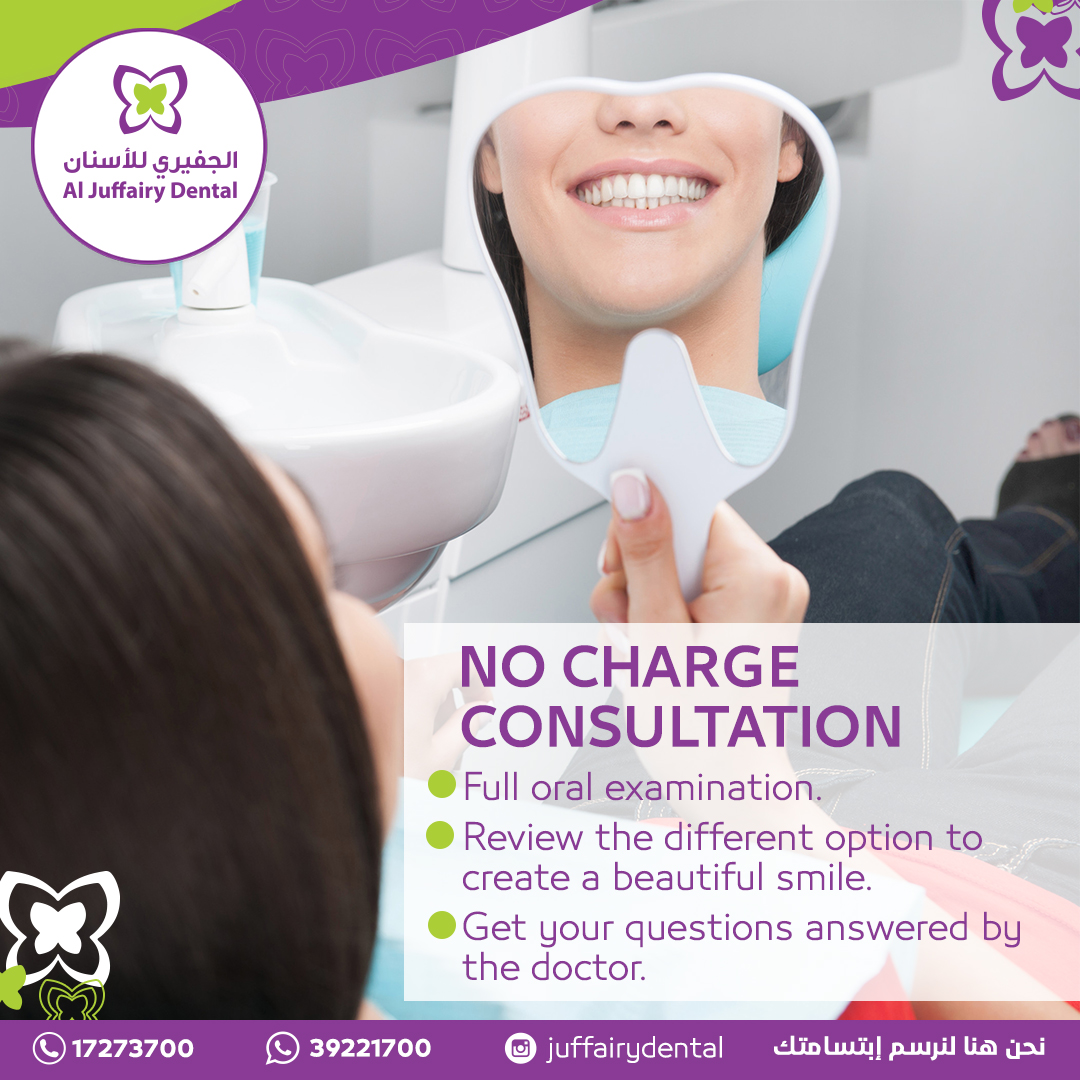 الجفيري للأسنان
Al Juffairy Dental
NO CHARGE
CONSULTATION
Full oral examination.
Review the different option to
create a beautiful smile.
Get your questions answered by
the doctor.
17273700
39221700
juffairydental
نحن هنا لنرسم إبتسامتك